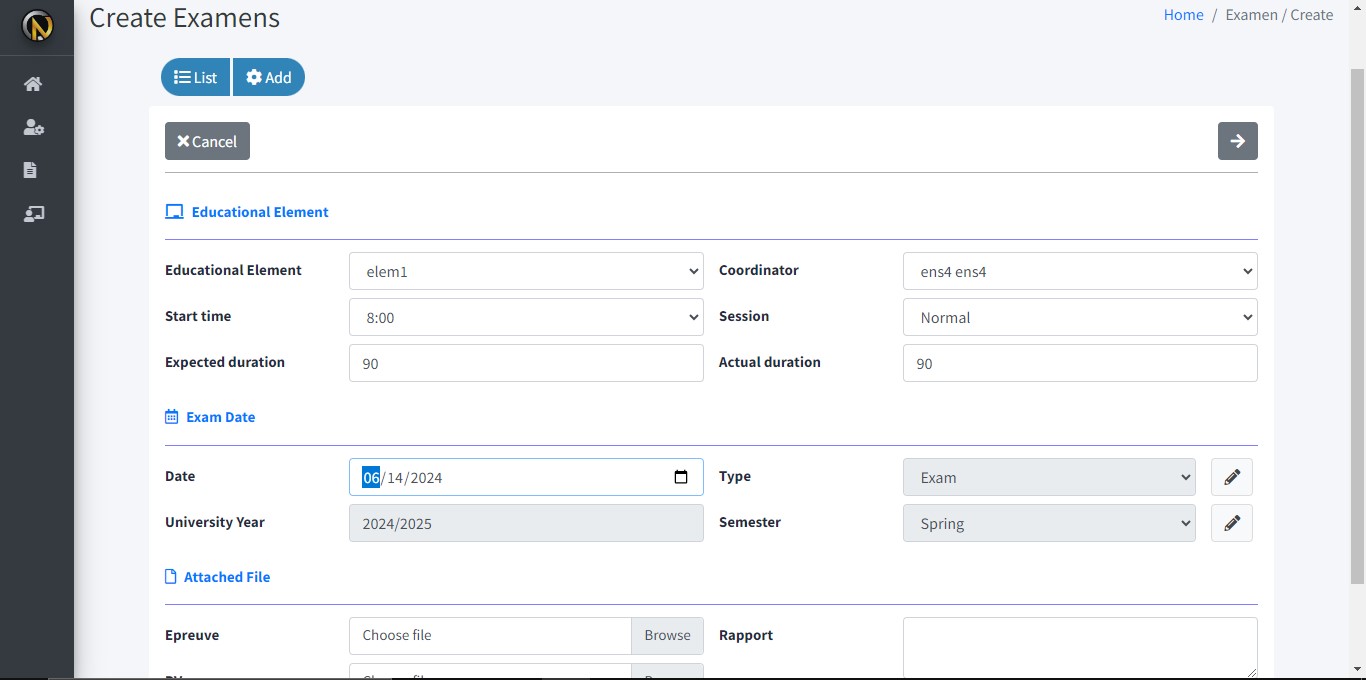 Create Examens
Home / Examen / Create
List Add
Cancel
Educational Element
Educational Element elem1 Coordinator ens4 ens4
Start time 8:00 Session Normal
Expected duration 90 Actual duration 90
Exam Date
Date 06/14/2024 Type Exam
University Year 2024/2025 Semester Spring
Attached File
Epreuve Choose file Browse Rapport